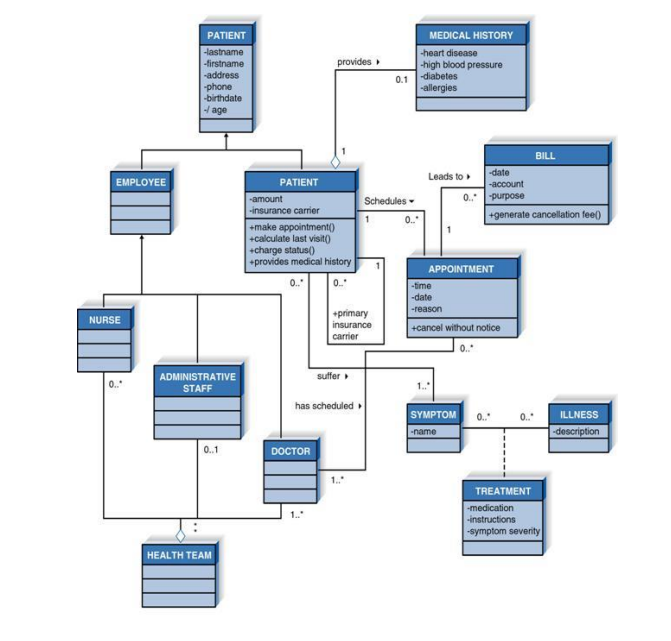 PATIENT
-lastname
-firstname
-address
-phone
-birthdate
-/ age
MEDICAL HISTORY
-heart disease
-high blood pressure
-diabetes
-allergies
provides
0.1
1
EMPLOYEE
PATIENT
-amount
-insurance carrier
+make appointment()
+calculate last visit()
+charge status()
+provides medical history
Schedules
1
0..*
BILL
-date
-account
-purpose
+generate cancellation fee()
Leads to
0..*
1
APPOINTMENT
-time
-date
-reason
+cancel without notice
0..*
0..*
0..*
1
+primary
insurance
carrier
NURSE
0..*
ADMINISTRATIVE
STAFF
0..1
suffer
1..*
has scheduled
DOCTOR
1..*
1..*
SYMPTOM
-name
0..*
0..*
ILLNESS
-description
TREATMENT
-medication
-instructions
-symptom severity
HEALTH TEAM